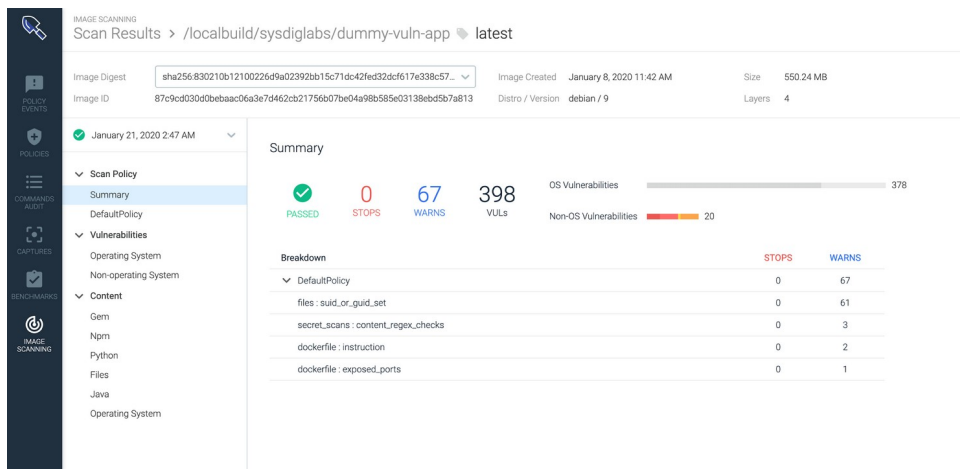 IMAGE SCANNING
Scan Results > /localbuild/sysdiglabs/dummy-vuln-app latest
Image Digest sha256:830210b12100226d9a02392bb15c71dc42fed32dcf617e338c57... Image Created January 8, 2020 11:42 AM Size 550.24 MB
Image ID 87c9cd030d0bebaac06a3e7d462cb21756b07be04a98b585e03138ebd5b7a813 Distro / Version debian / 9 Layers 4
POLICY
EVENTS
POLICIES
COMMANDS
AUDIT
CAPTURES
BENCHMARKS
IMAGE
SCANNING
January 21, 2020 2:47 AM
Scan Policy
Summary
DefaultPolicy
Vulnerabilities
Operating System
Non-operating System
Content
Gem
Npm
Python
Files
Java
Operating System
Summary
0 67 398
PASSED STOPS WARNS VULs
OS Vulnerabilities 378
Non-OS Vulnerabilities 20
Breakdown STOPS WARNS
DefaultPolicy 0 67
files : suid_or_guid_set 0 61
secret_scans : content_regex_checks 0 3
dockerfile : instruction 0 2
dockerfile : exposed_ports 0 1